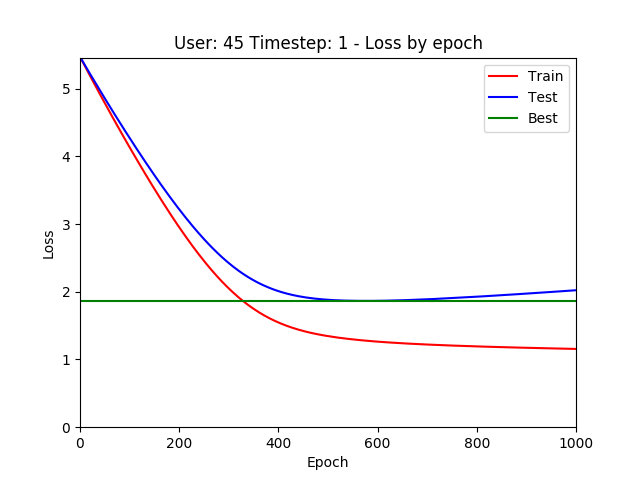 User: 45 Timestep: 1 - Loss by epoch
Train
Test
Best
5
4
3
2
1
0
Loss
0 200 400 600 800 1000
Epoch